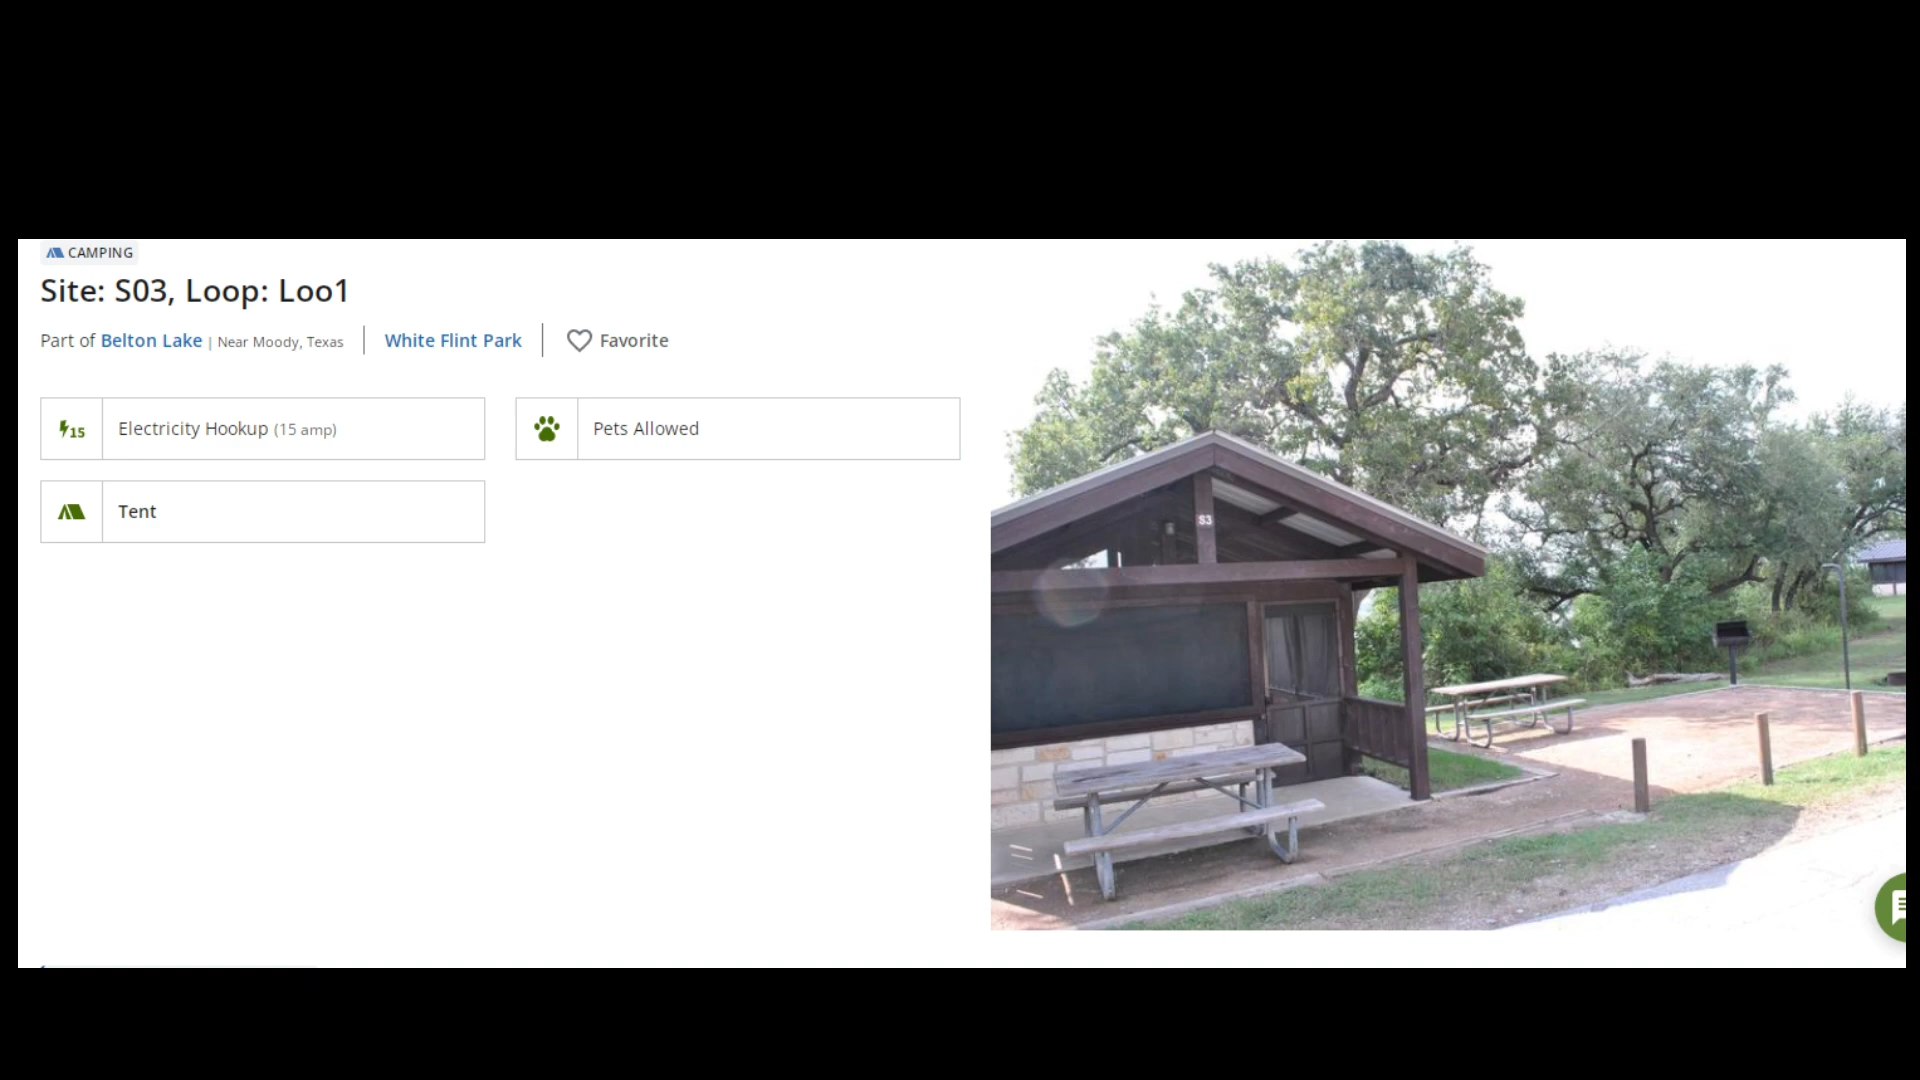 CAMPING
Site: S03, Loop: Loo1
Part of Belton Lake | Near Moody, Texas White Flint Park Favorite
15 Electricity Hookup (15 amp) Pets Allowed
Tent
S3